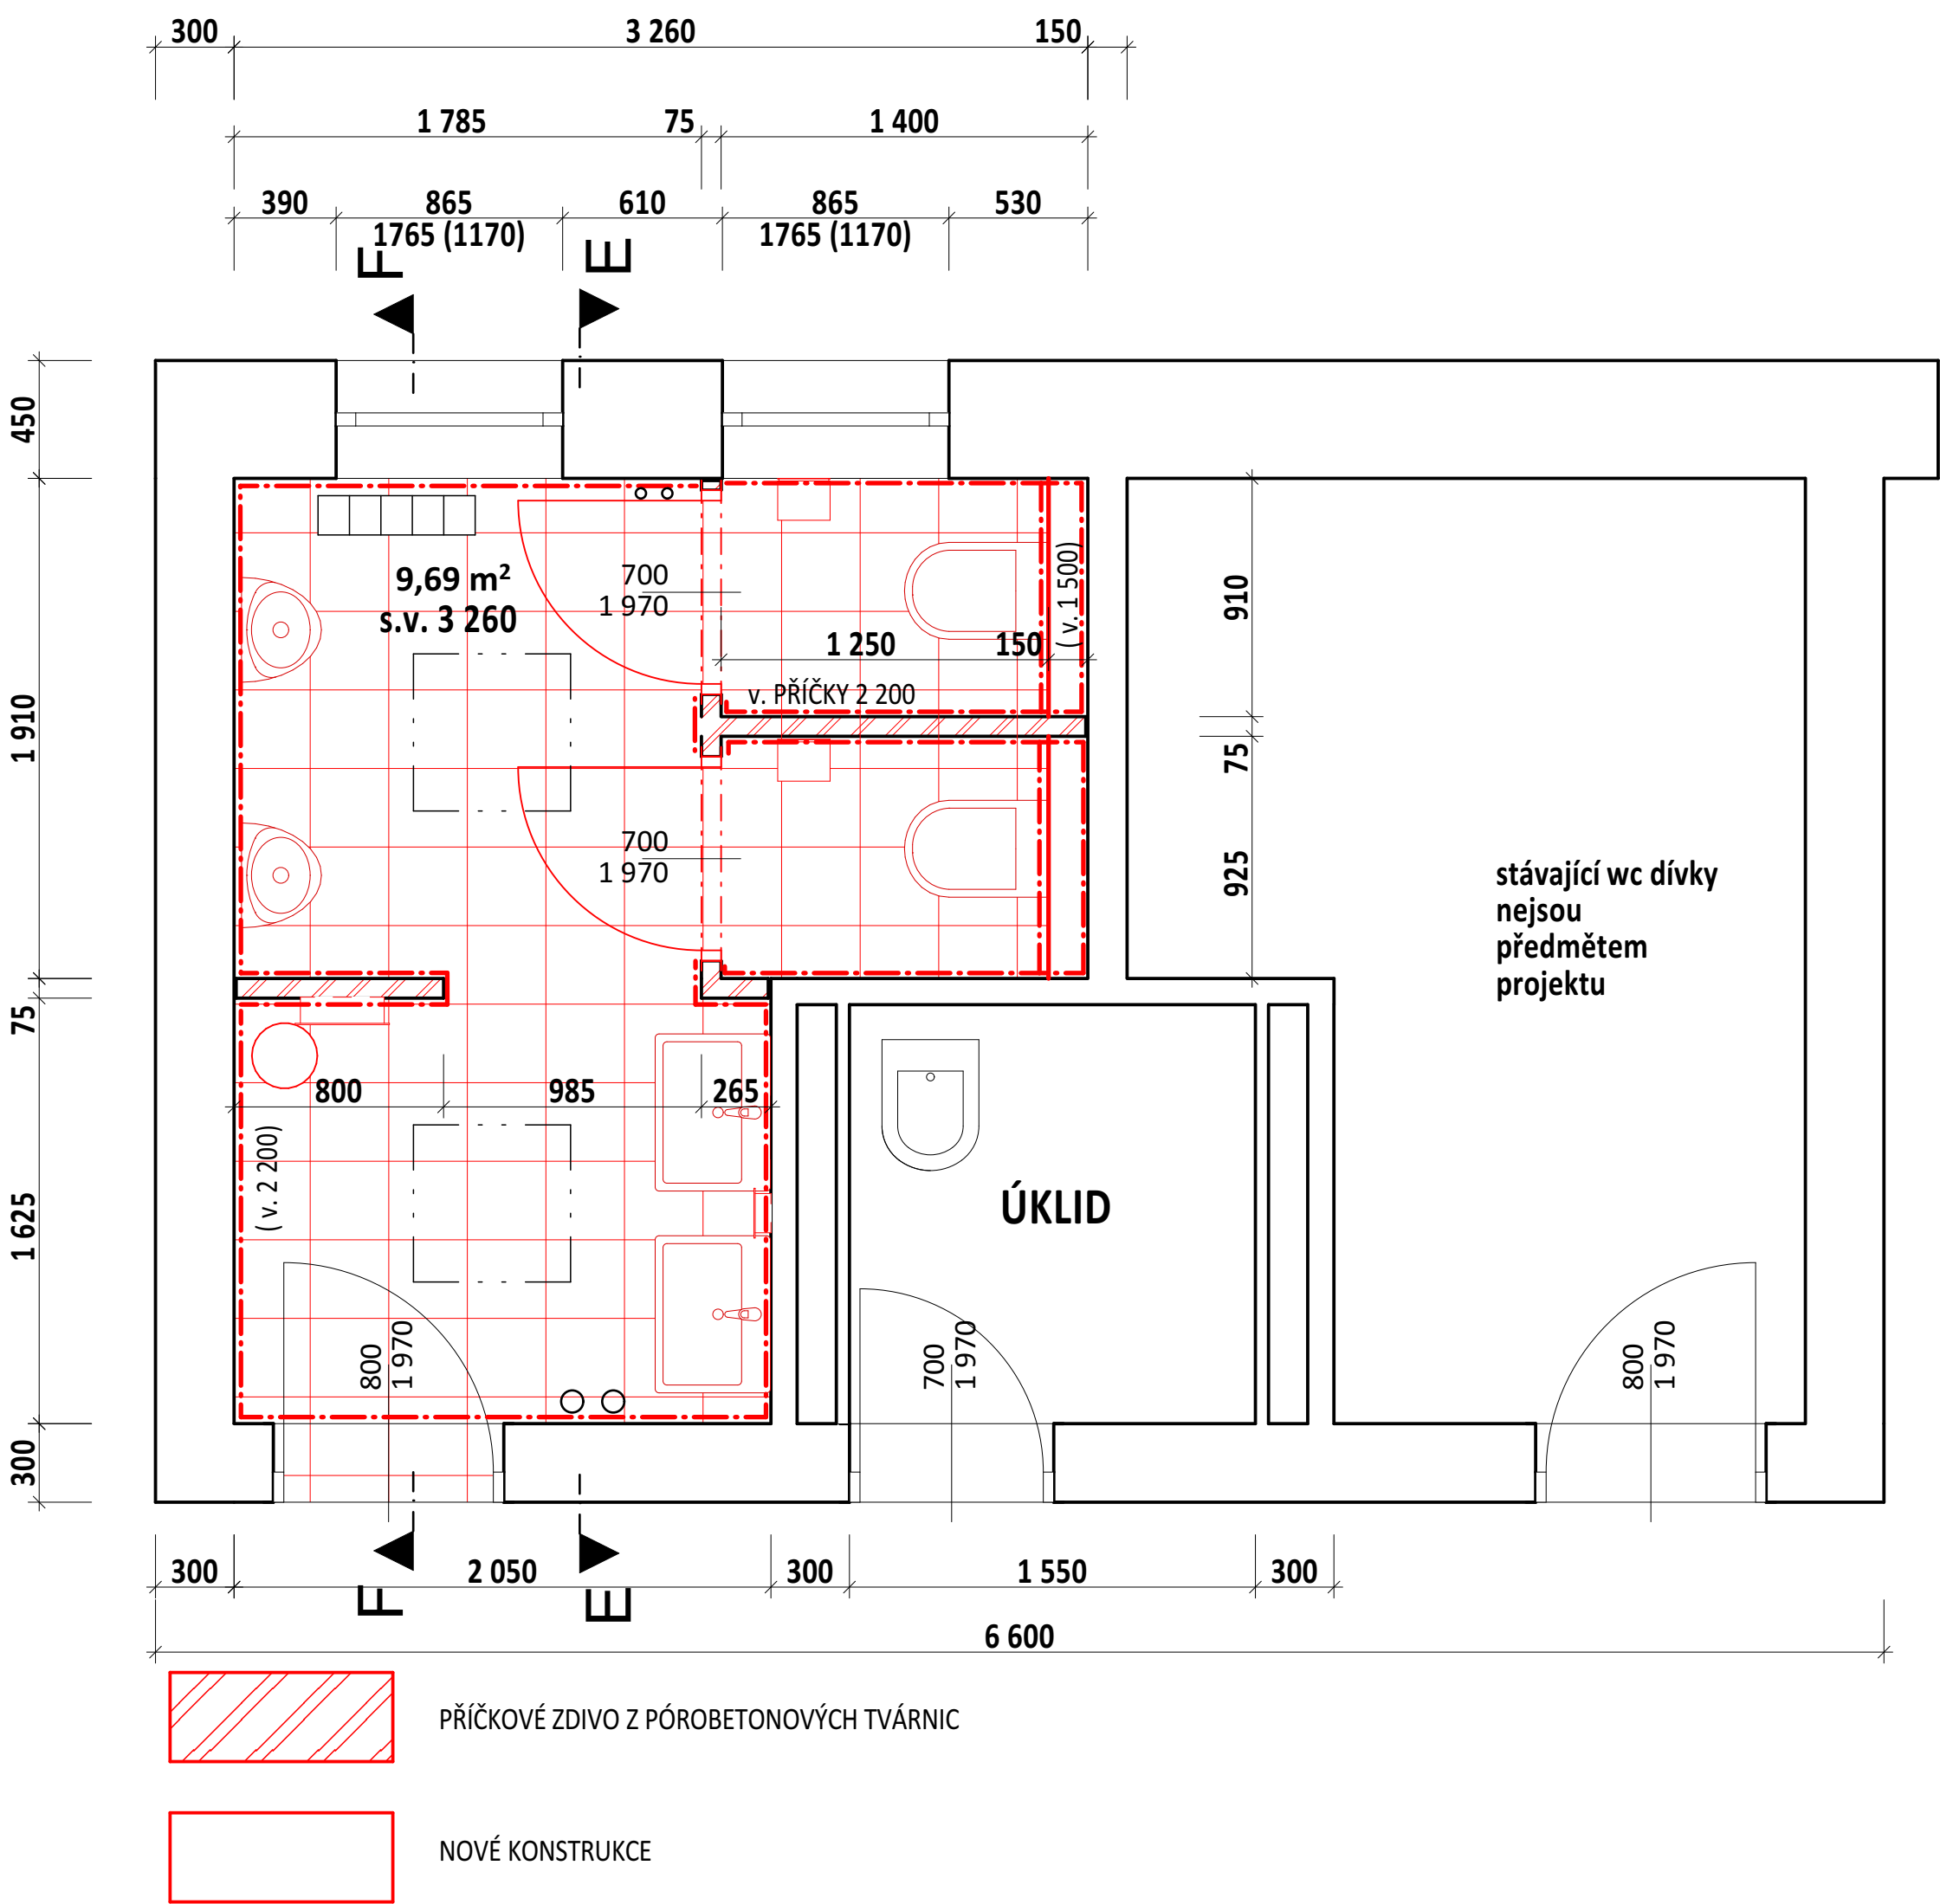 300 3 260 150
1 785 75 1 400
390 865 610 865 530
1765 (1170) 1765 (1170)
F E
450
1 910
75
1 625
300
9,69 m²
s.v. 3 260
700
1 970
( v. 1 500)
1 250 150
v. PŘÍČKY 2 200
700
1 970
910
75
925
stávající wc dívky
nejsou
předmětem
projektu
800 985 265
( v. 2 200)
ÚKLID
800
1 970
700
1 970
800
1 970
300 2 050 300 1 550 300
F E
6 600
PŘÍČKOVÉ ZDIVO Z PÓROBETONOVÝCH TVÁRNIC
NOVÉ KONSTRUKCE